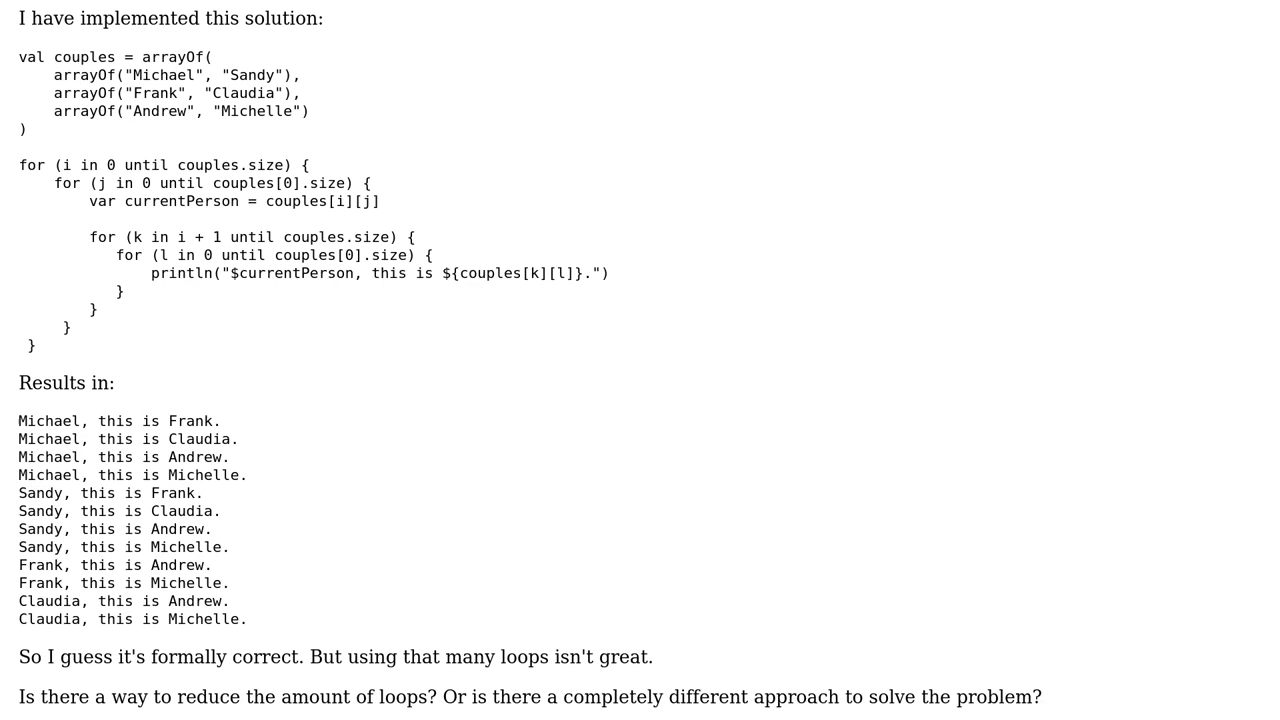 I have implemented this solution:
val couples = arrayOf(
    arrayOf("Michael", "Sandy"),
    arrayOf("Frank", "Claudia"),
    arrayOf("Andrew", "Michelle")
)
for (i in 0 until couples.size) {
    for (j in 0 until couples[0].size) {
        var currentPerson = couples[i][j]
        for (k in i + 1 until couples.size) {
           for (l in 0 until couples[0].size) {
               println("$currentPerson, this is ${couples[k][l]}.")
           }
        }
     }
 }
Results in:
Michael, this is Frank.
Michael, this is Claudia.
Michael, this is Andrew.
Michael, this is Michelle.
Sandy, this is Frank.
Sandy, this is Claudia.
Sandy, this is Andrew.
Sandy, this is Michelle.
Frank, this is Andrew.
Frank, this is Michelle.
Claudia, this is Andrew.
Claudia, this is Michelle.
So I guess it's formally correct. But using that many loops isn't great.
Is there a way to reduce the amount of loops? Or is there a completely different approach to solve the problem?